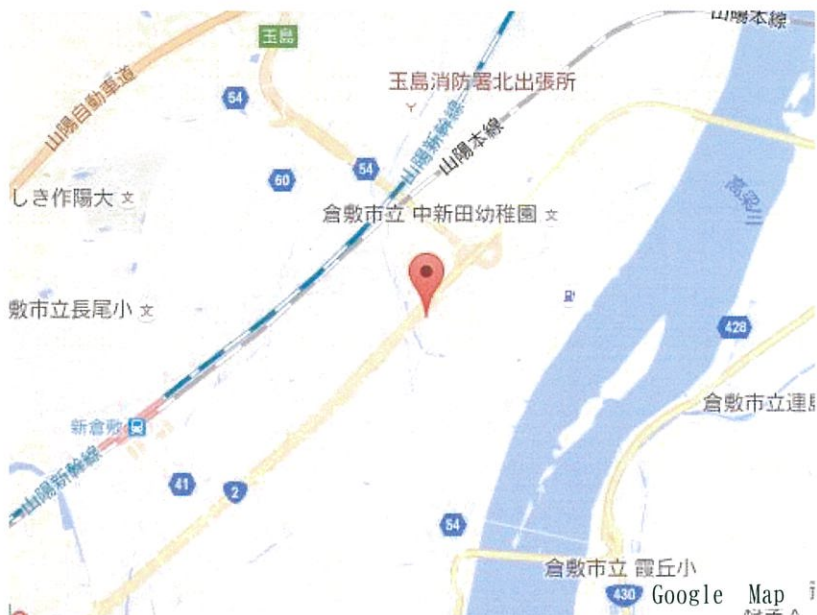 山陽本線
玉島
54
玉島消防署北出張所
山陽自動車道
山陽新幹線
山陽本線
54
60
しき作陽大
倉敷市立 中新田幼稚園
高梁川
敷市立長尾小
428
倉敷市立連島
新倉敷
山陽新幹線
41
2
54
倉敷市立 霞丘小
430
Google Map